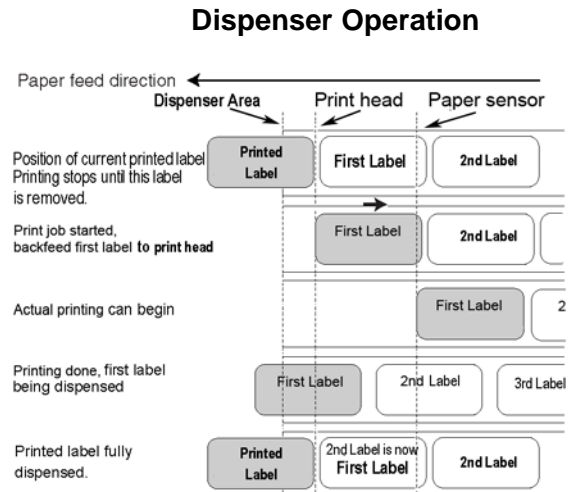 Dispenser Operation
Paper feed direction
Dispenser Area
Print head
Paper sensor
Position of current printed label
Printing stops until this label
is removed.
Printed
Label
First Label
2nd Label
Print job started,
backfeed first label to print head
First Label
2nd Label
Actual printing can begin
First Label
2
Printing done, first label
being dispensed
First Label
2nd Label
3rd Label
Printed label fully
dispensed.
Printed
Label
2nd Label is now
First Label
2nd Label